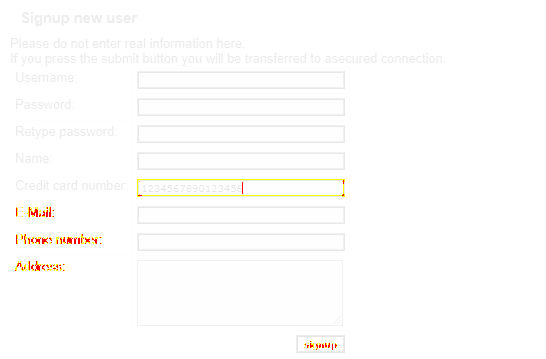 Signup new user
Please do not enter real information here.
If you press the submit button you will be transferred to asecured connection.
Username:
Password:
Retype password:
Name:
Credit card number: 1234567890123456
E-Mail:
Phone number:
Address:
signup